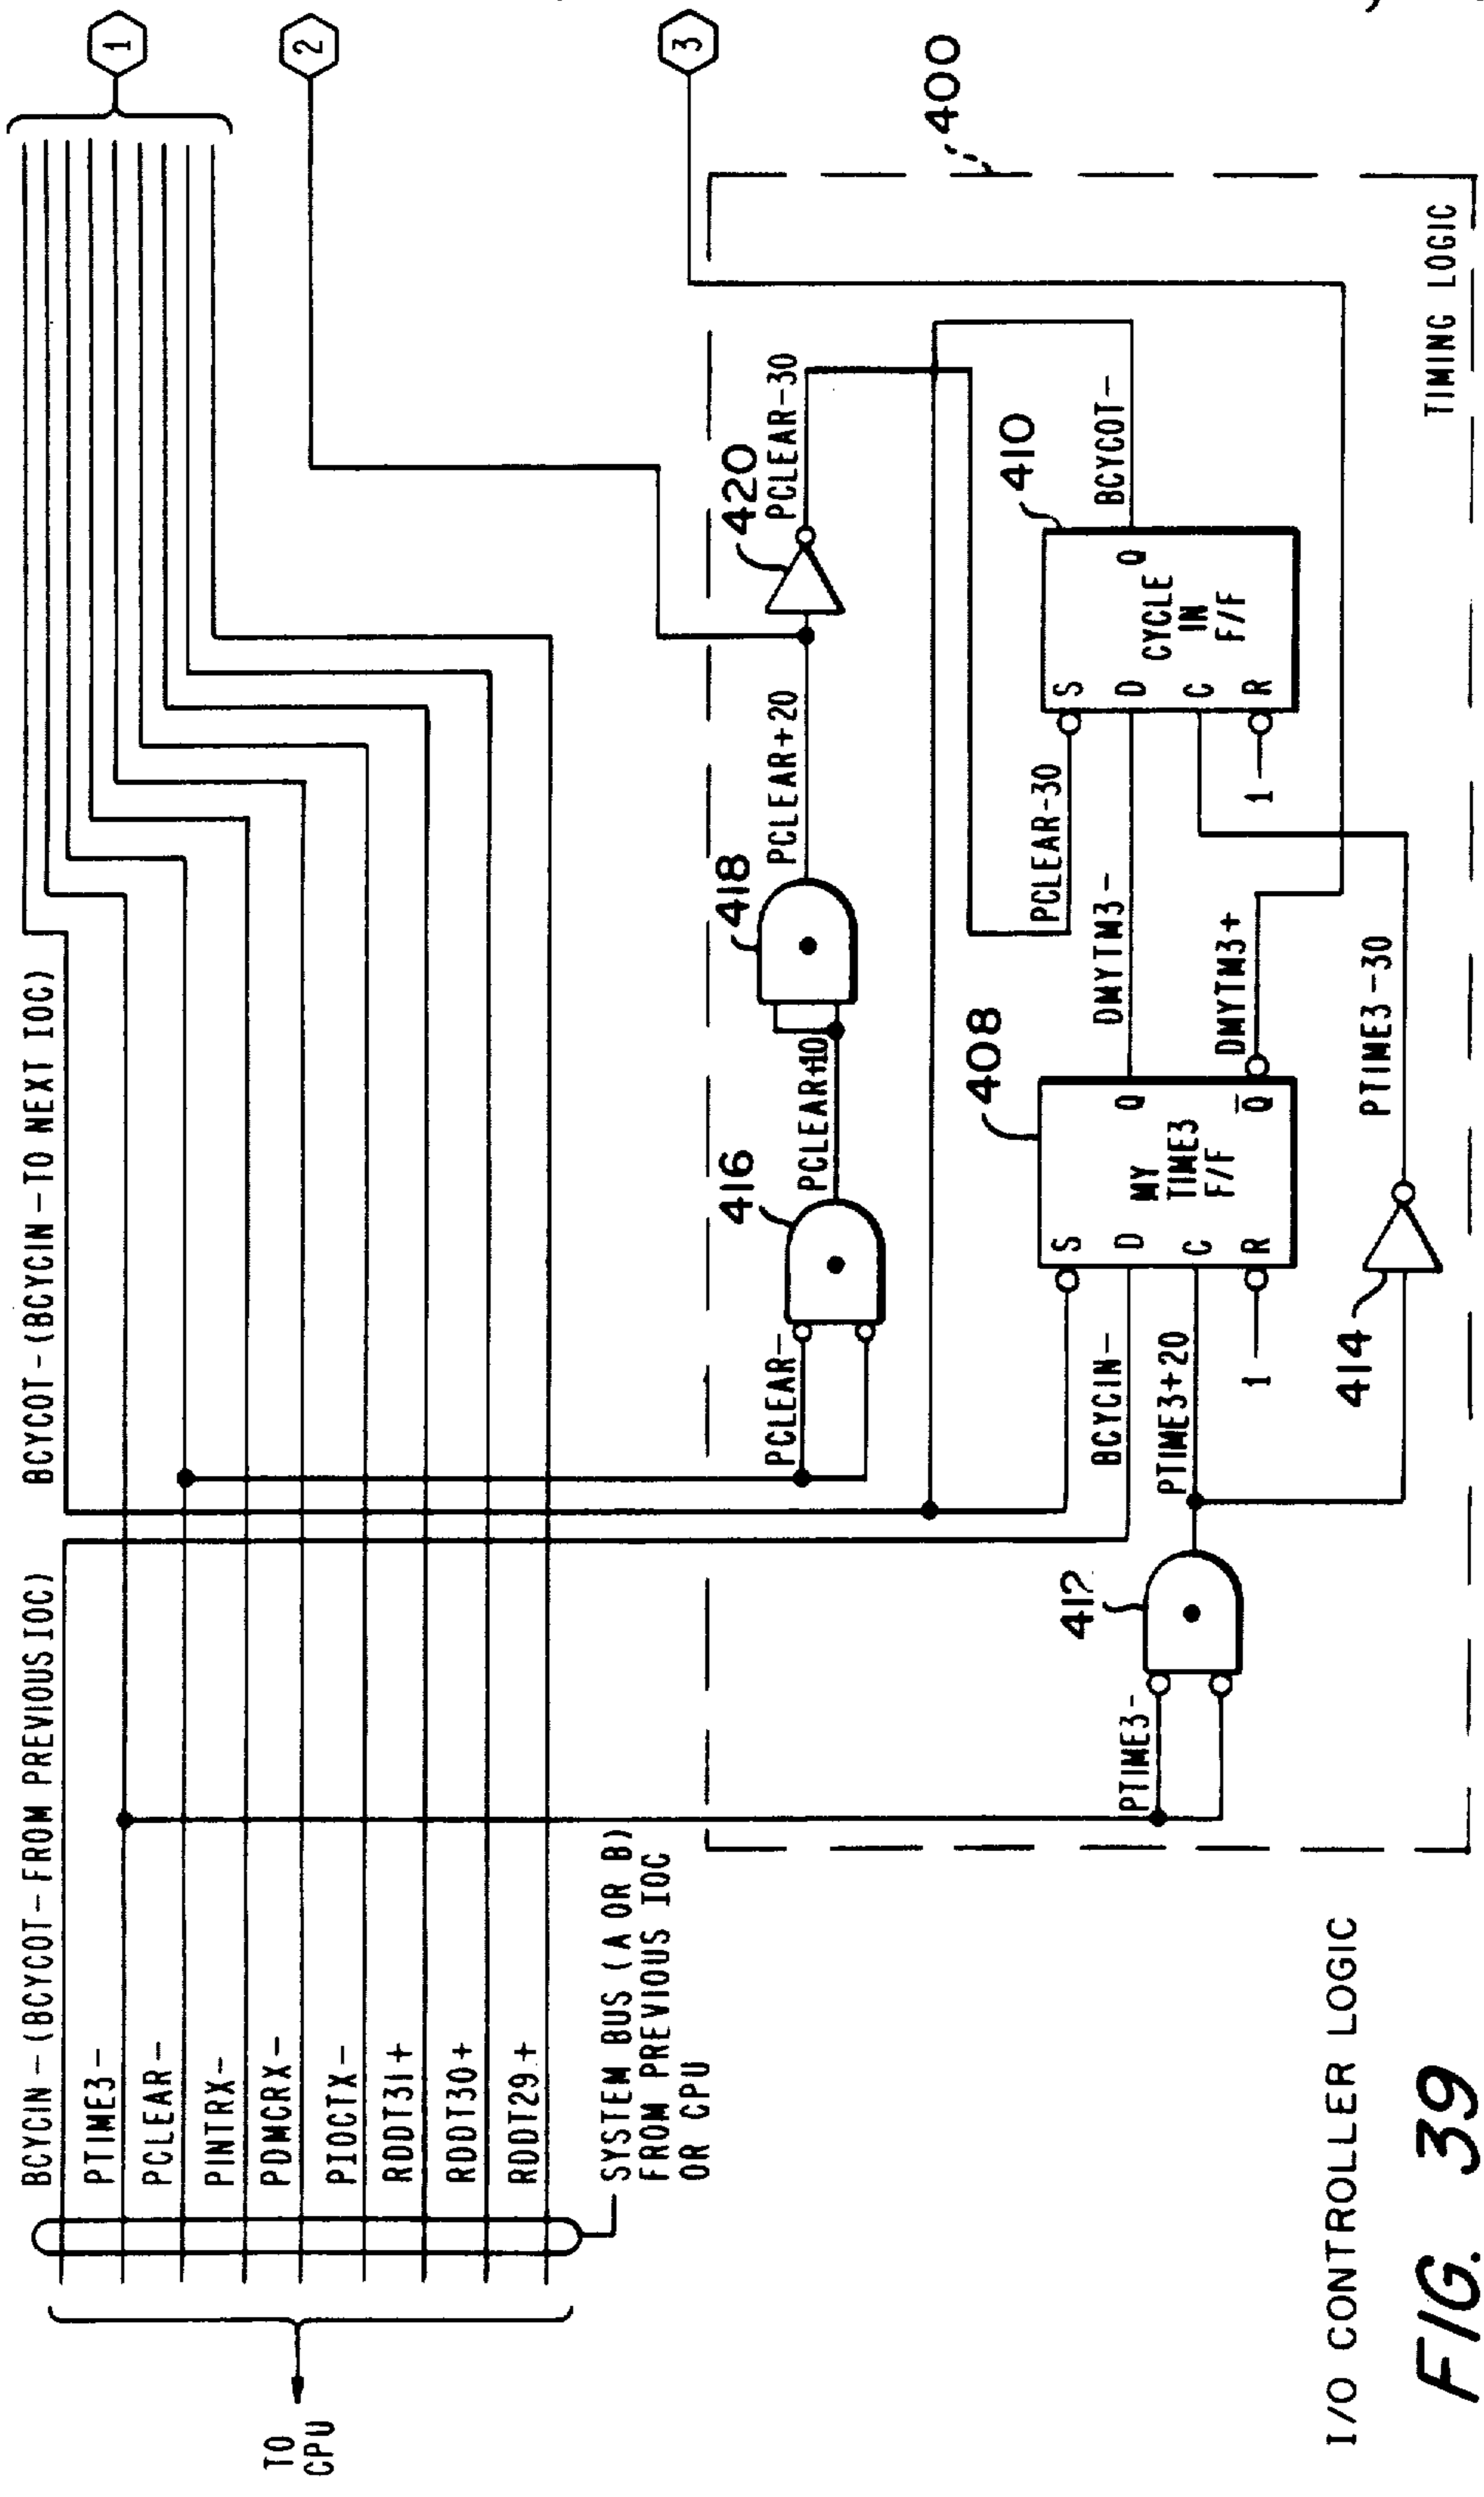 BCYCIN-(BCYCOT-FROM PREVIOUS IOC)
BCYCOT-(BCYCIN-TO NEXT IOC)
PTIME3-
PCLEAR-
PINTRX-
PDMCRX-
PIOCTX-
RDDT31+
RDDT30+
RDDT29+
TO
CPU
SYSTEM BUS (A OR B)
FROM PREVIOUS IOC
OR CPU
1
2
3
400
416
418
420
PCLEAR-
PCLEAR+10
PCLEAR+20
PCLEAR-30
408
410
PCLEAR-30
BCYCIN-
DMYTM3-
BCYCOT-
412
PTIME3-
PTIME3+20
DMYTM3+
S
D
C
R
Q
Q̅
MY
TIME3
F/F
S
D
C
R
Q
CYCLE
IN
F/F
1
1
414
PTIME3-30
TIMING LOGIC
I/O CONTROLLER LOGIC
FIG. 39